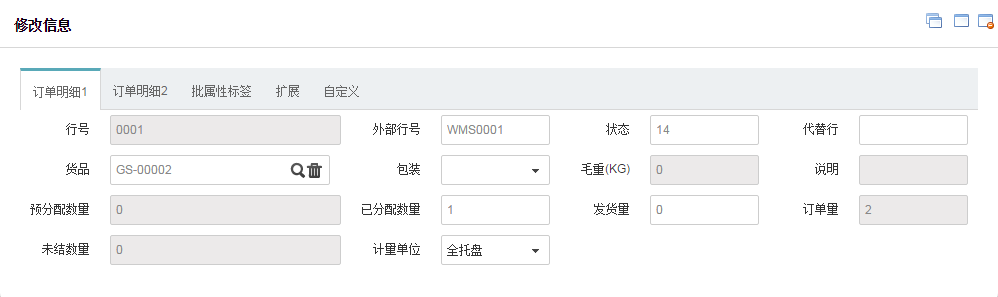 修改信息
订单明细1 订单明细2 批属性标签 扩展 自定义
行号 0001 外部行号 WMS0001 状态 14 代替行
货品 GS-00002 包装 毛重(KG) 0 说明
预分配数量 0 已分配数量 1 发货量 0 订单量 2
未结数量 0 计量单位 全托盘